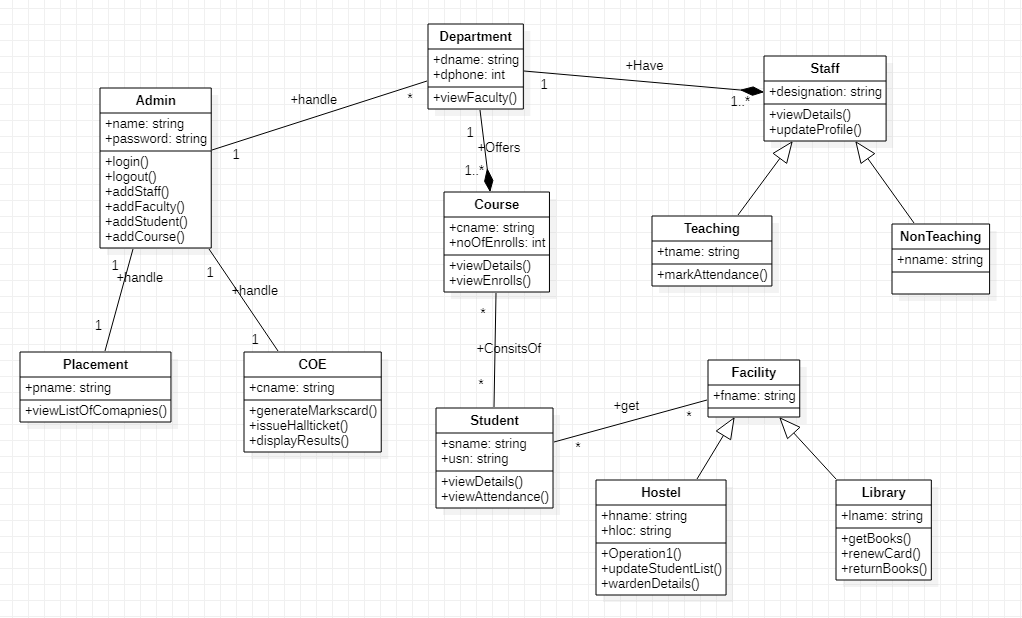 Department
+dname: string
+dphone: int
+viewFaculty()
+Have
1
1..*
Staff
+designation: string
+viewDetails()
+updateProfile()
Admin
+name: string
+password: string
+login()
+logout()
+addStaff()
+addFaculty()
+addStudent()
+addCourse()
+handle
*
1
1
+Offers
1..*
Course
+cname: string
+noOfEnrolls: int
+viewDetails()
+viewEnrolls()
Teaching
+tname: string
+markAttendance()
NonTeaching
+nname: string
1
+handle
1
1
+handle
1
*
+ConsitsOf
*
Placement
+pname: string
+viewListOfComapnies()
COE
+cname: string
+generateMarkscard()
+issueHallticket()
+displayResults()
Facility
+fname: string
+get
*
*
Student
+sname: string
+usn: string
+viewDetails()
+viewAttendance()
Hostel
+hname: string
+hloc: string
+Operation1()
+updateStudentList()
+wardenDetails()
Library
+lname: string
+getBooks()
+renewCard()
+returnBooks()